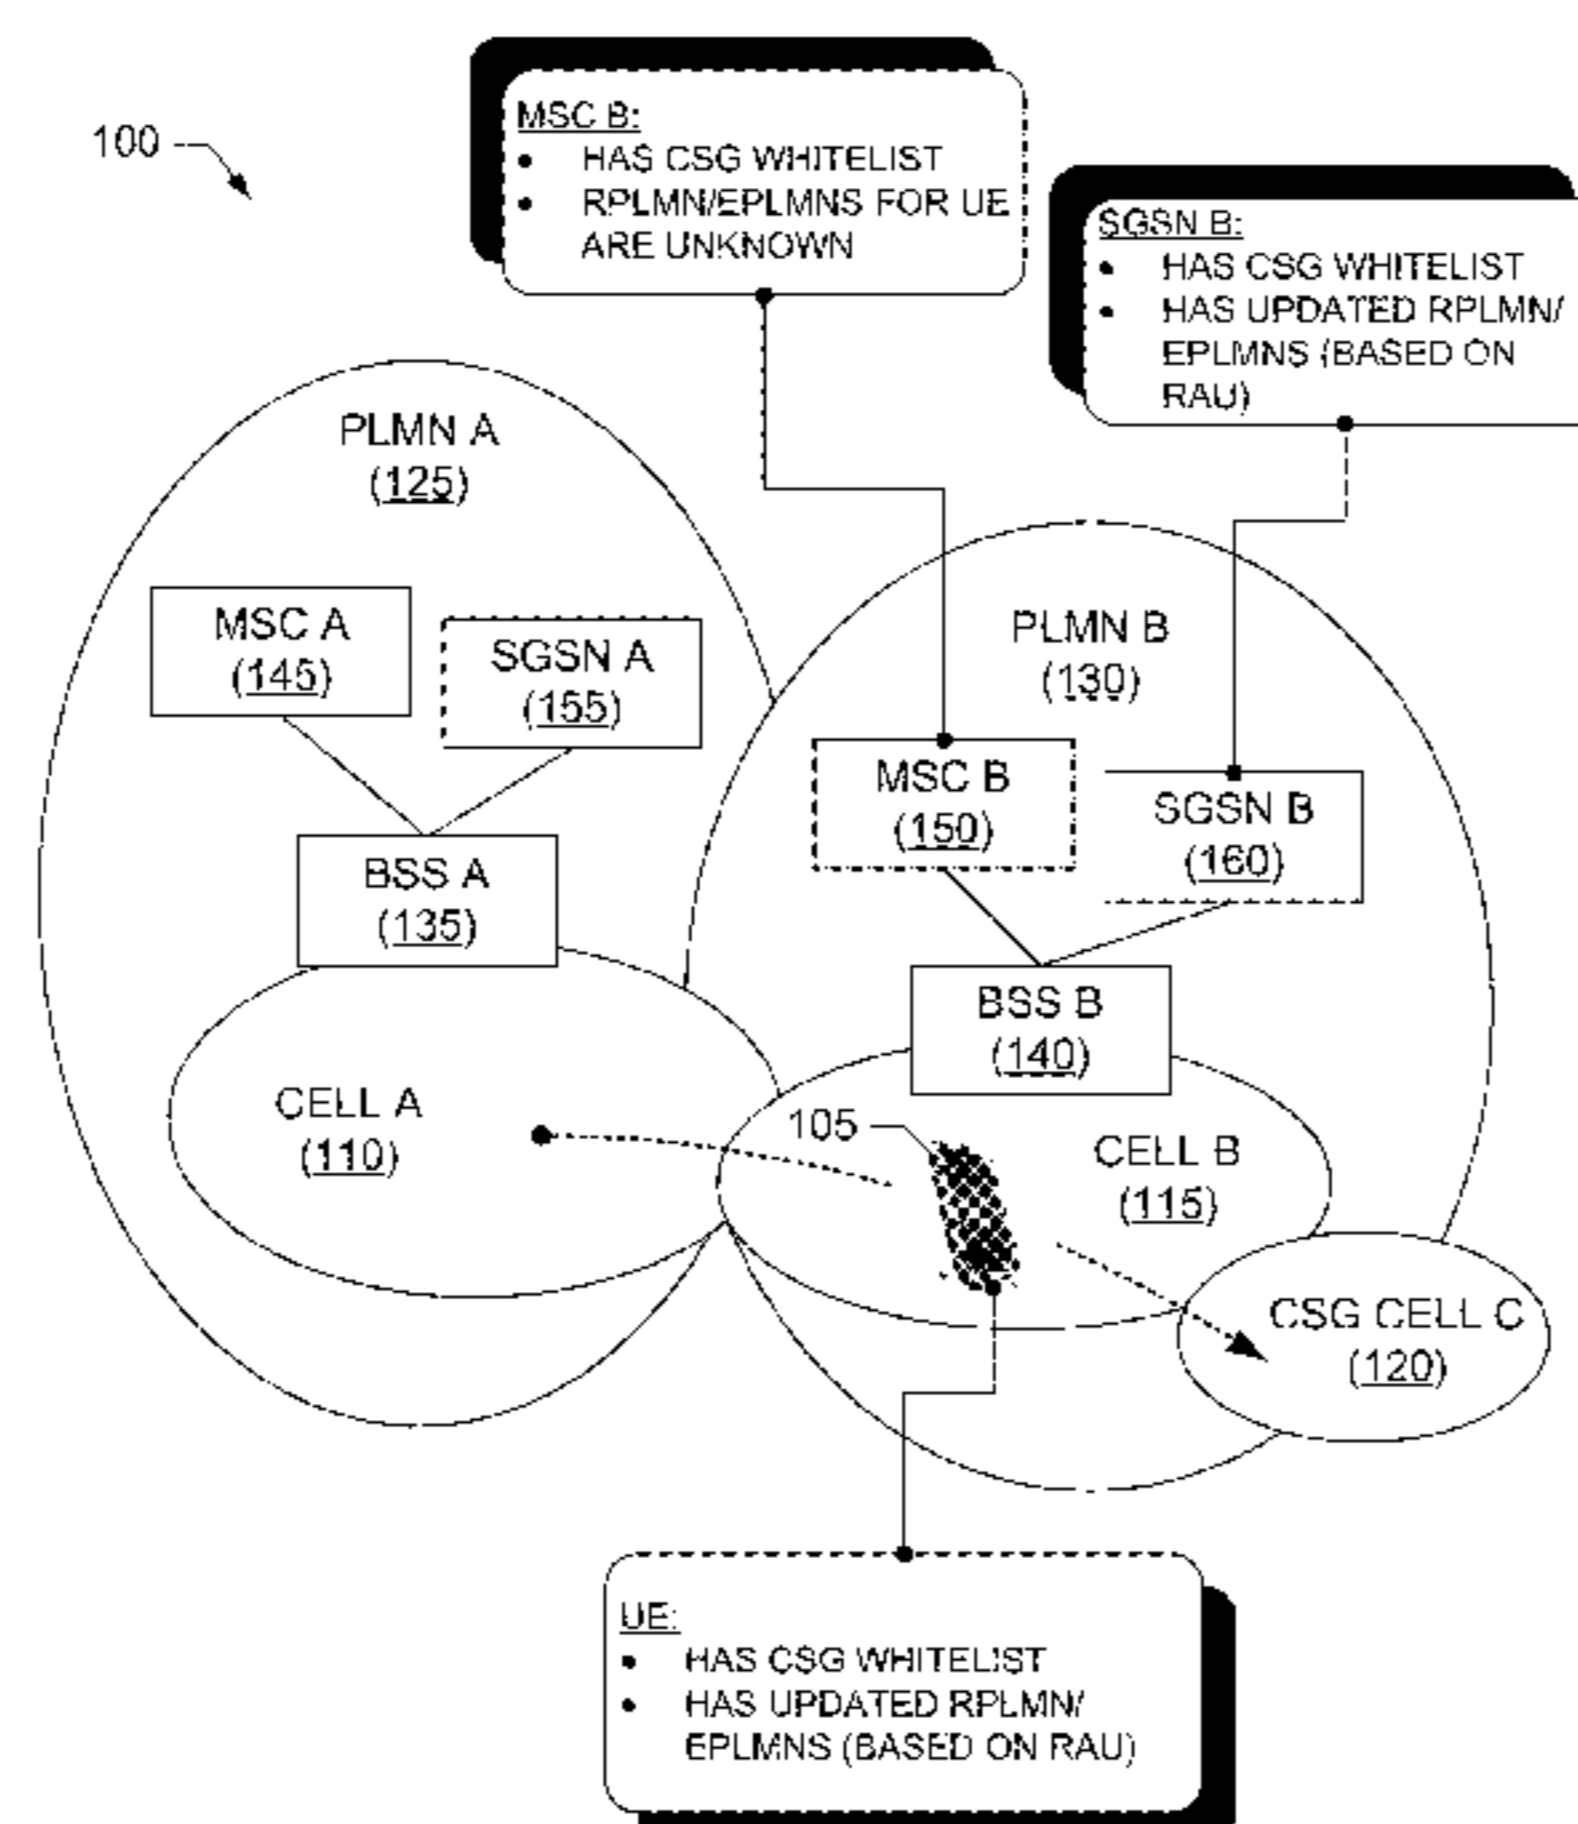 100
MSC B:
• HAS CSG WHITELIST
• RPLMN/EPLMNS FOR UE
ARE UNKNOWN
SGSN B:
• HAS CSG WHITELIST
• HAS UPDATED RPLMN/
EPLMNS (BASED ON
RAU)
PLMN A
(125)
MSC A
(145)
SGSN A
(155)
BSS A
(135)
CELL A
(110)
PLMN B
(130)
MSC B
(150)
SGSN B
(160)
BSS B
(140)
105
CELL B
(115)
CSG CELL C
(120)
UE:
• HAS CSG WHITELIST
• HAS UPDATED RPLMN/
EPLMNS (BASED ON RAU)